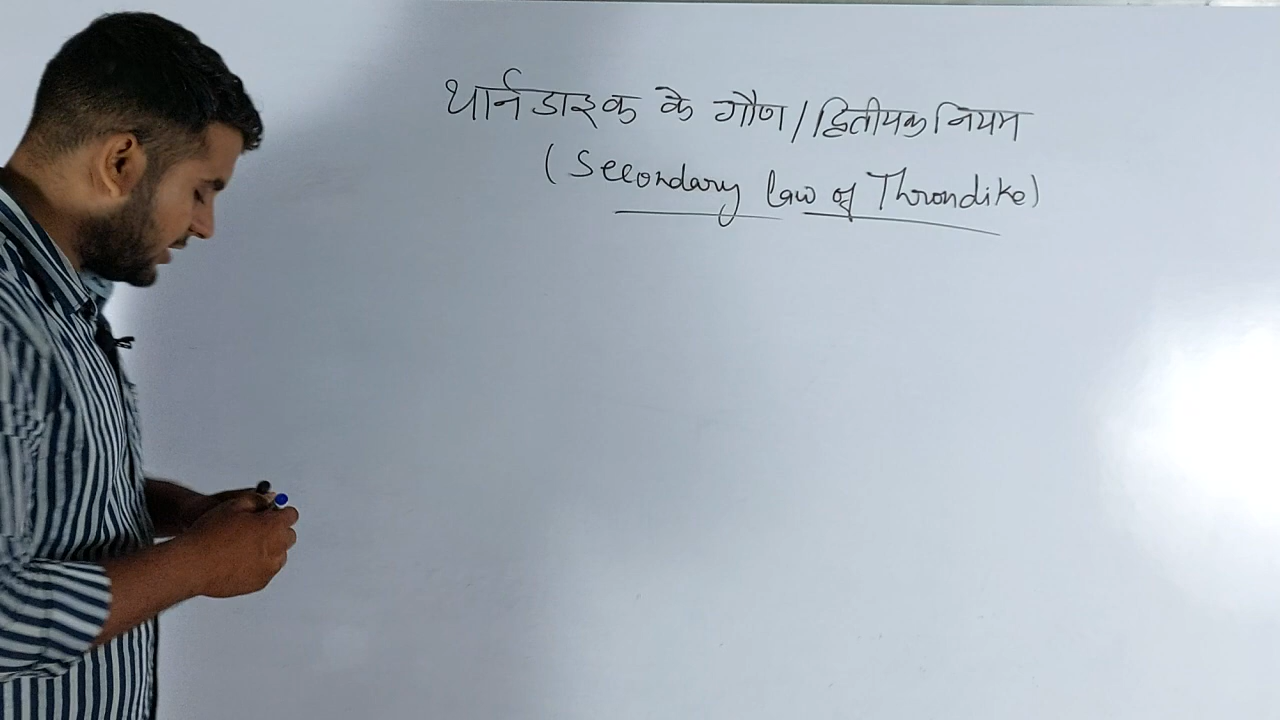 थार्नडाइक के गौण/द्वितीयक नियम
(Secondary law of Throndike)